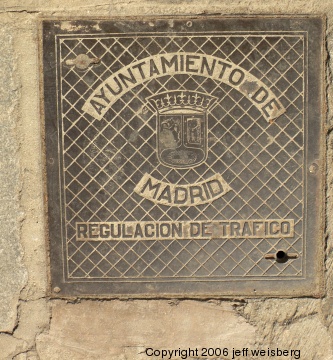 AYUNTAMIENTO DE
MADRID
REGULACION DE TRAFICO
Copyright 2006 jeff.weisberg